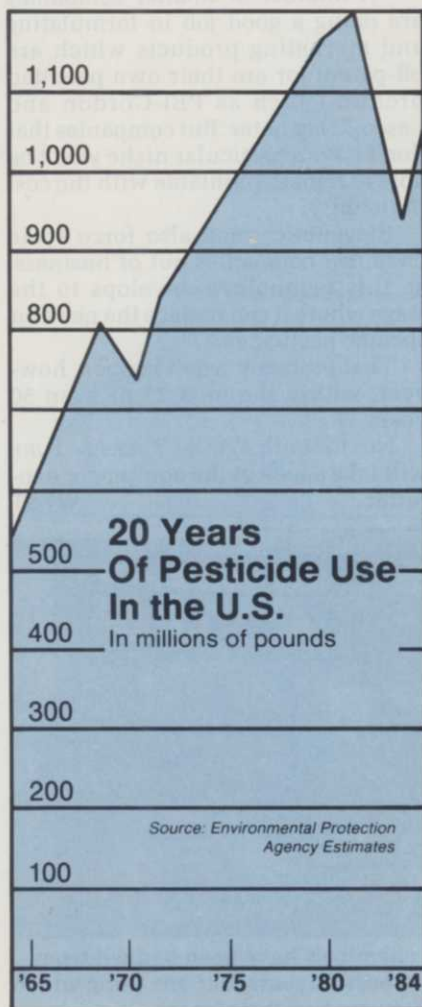 1,100
1,000
900
800
20 Years
Of Pesticide Use
In the U.S.
In millions of pounds
500
400
300
200
Source: Environmental Protection
Agency Estimates
100
'65 '70 '75 '80 '84